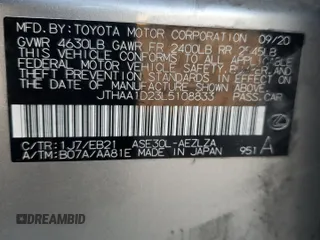 MFD.BY: TOYOTA MOTOR CORPORATION 09/20
GVWR 4630LB GAWR FR 2400LB RR 2545LB
THIS VEHICLE CONFORMS TO ALL APPLICABLE
FEDERAL MOTOR VEHICLE SAFETY, BUMPER, AND
THEFT PREVENTION STANDARDS IN EFFECT ON
THE DATE OF MANUFACTURE SHOWN ABOVE.
JTHAA1D23L5108833 PASS.CAR
C/TR:1J7/EB21 ASE30L-AEZLZA
A/TM:B07A/AA81E MADE IN JAPAN 951A
DREAMBID